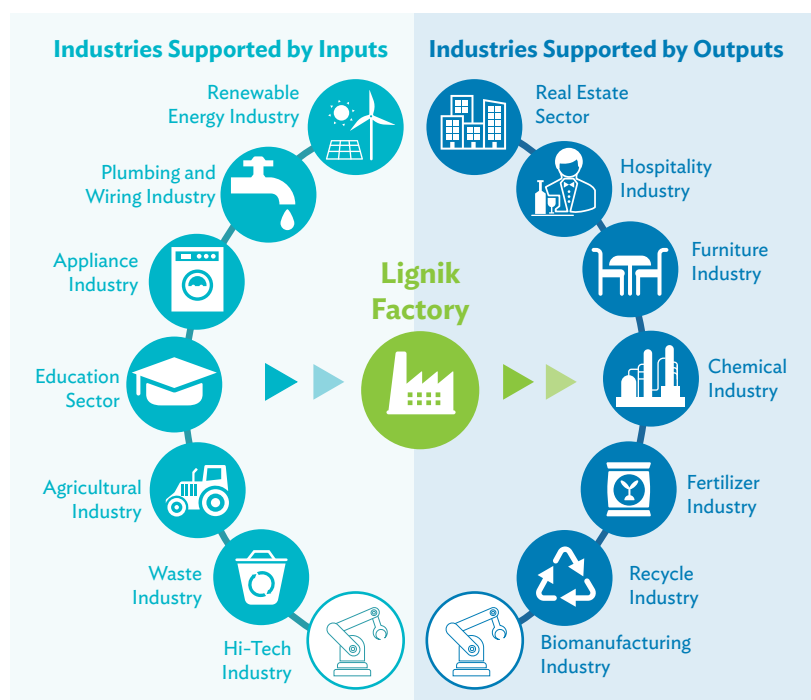 Industries Supported by Inputs
Renewable
Energy Industry
Plumbing and
Wiring Industry
Appliance
Industry
Education
Sector
Agricultural
Industry
Waste
Industry
Hi-Tech
Industry
Lignik
Factory
Industries Supported by Outputs
Real Estate
Sector
Hospitality
Industry
Furniture
Industry
Chemical
Industry
Fertilizer
Industry
Recycle
Industry
Biomanufacturing
Industry